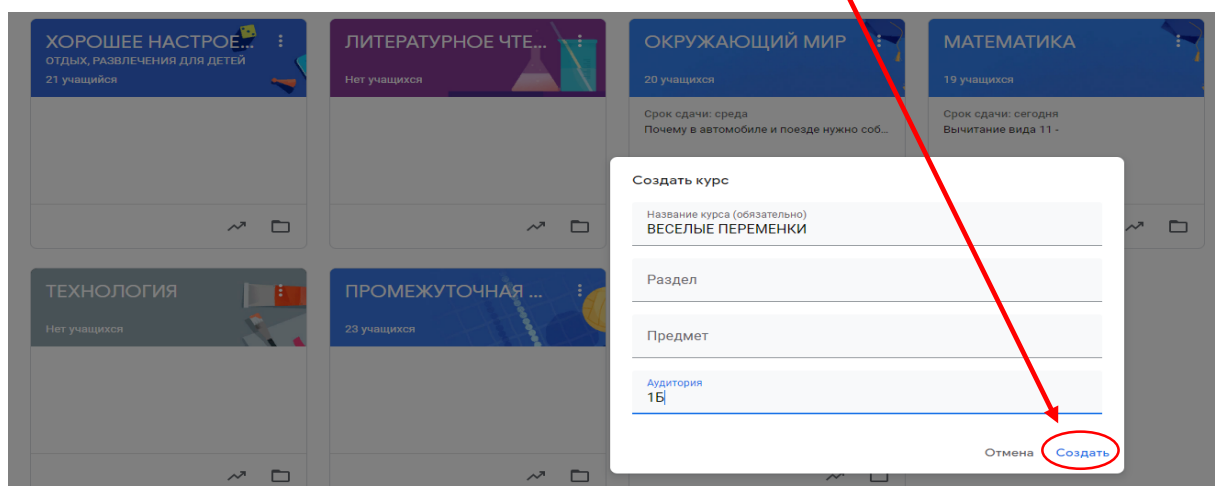 ХОРОШЕЕ НАСТРОЕ...
ОТДЫХ, РАЗВЛЕЧЕНИЯ ДЛЯ ДЕТЕЙ
21 учащийся
ЛИТЕРАТУРНОЕ ЧТЕ...
Нет учащихся
ОКРУЖАЮЩИЙ МИР
20 учащихся
Срок сдачи: среда
Почему в автомобиле и поезде нужно соб...
МАТЕМАТИКА
19 учащихся
Срок сдачи: сегодня
Вычитание вида 11 -
ТЕХНОЛОГИЯ
Нет учащихся
ПРОМЕЖУТОЧНАЯ ...
23 учащихся
Создать курс
Название курса (обязательно)
ВЕСЕЛЫЕ ПЕРЕМЕНКИ
Раздел
Предмет
Аудитория
1Б
Отмена Создать